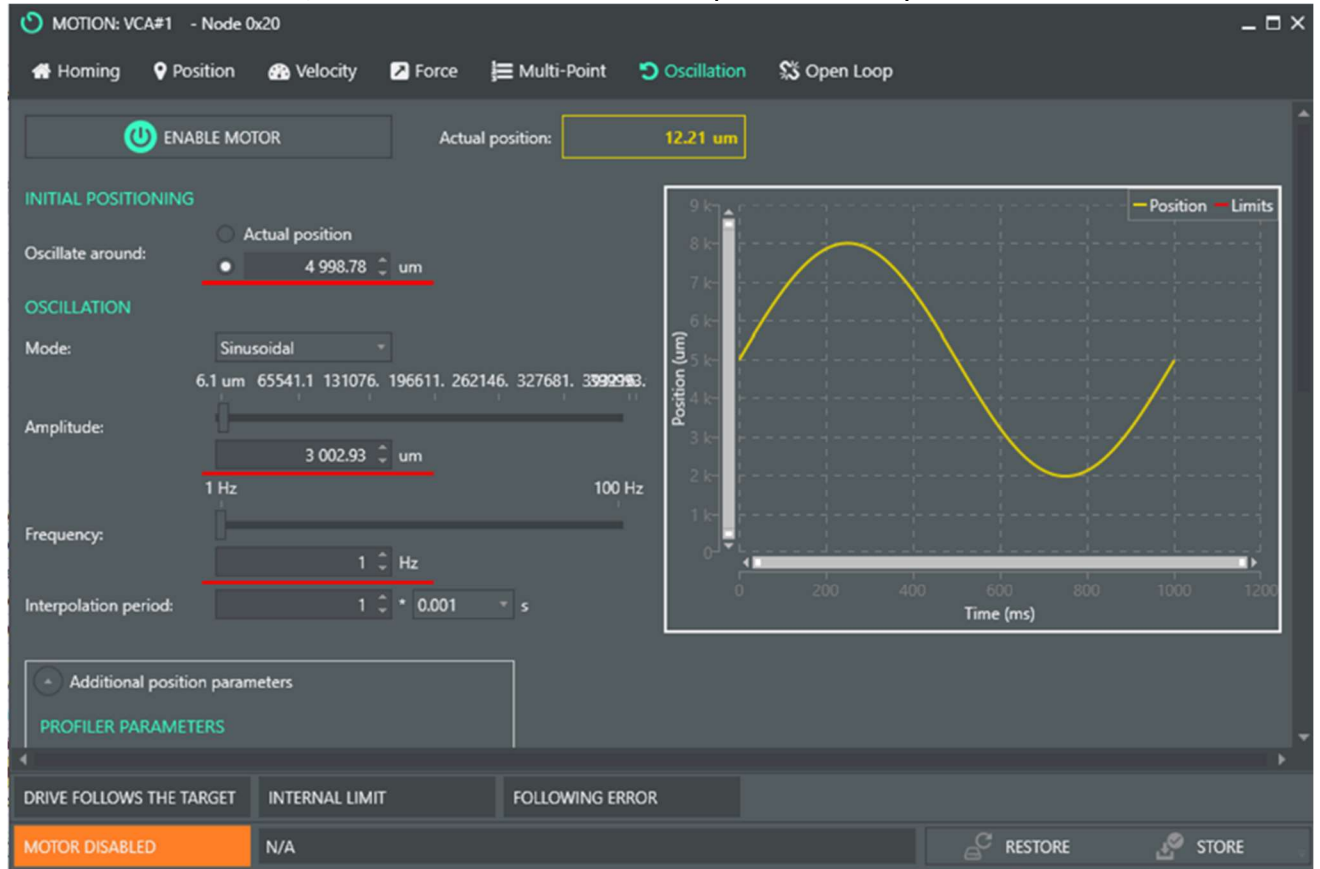 MOTION: VCA#1 - Node 0x20
Homing Position Velocity Force Multi-Point Oscillation Open Loop
ENABLE MOTOR
Actual position: 12.21 um
INITIAL POSITIONING
Oscillate around:
Actual position
4 998.78 um
OSCILLATION
Mode: Sinusoidal
6.1 um 65541.1 131076. 196611. 262146. 327681.
Amplitude:
3 002.93 um
1 Hz 100 Hz
Frequency:
1 Hz
Interpolation period: 1 * 0.001 s
Position Limits
9 k
8 k
7 k
6 k
5 k
4 k
3 k
2 k
1 k
0
Position (um)
0 200 400 600 800 1000 1200
Time (ms)
Additional position parameters
PROFILER PARAMETERS
DRIVE FOLLOWS THE TARGET INTERNAL LIMIT FOLLOWING ERROR
MOTOR DISABLED N/A RESTORE STORE